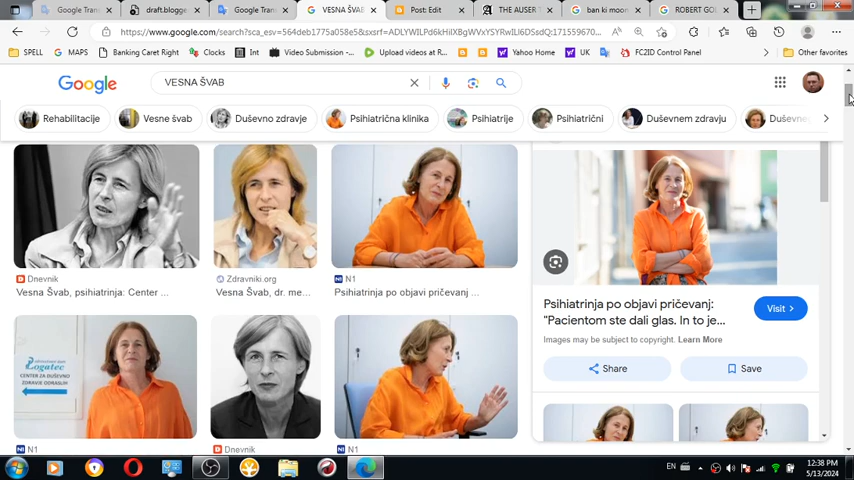 Google Tran
draft.blogge
Google Tran
VESNA ŠVAB
Post: Edit
THE AUSER T
ban ki moon
ROBERT GO
https://www.google.com/search?sca_esv=564deb1775a058e5&sxsrf=ADLYWILPl6DkHilXBgWVxYSYRwILl6DSsdQ:171559670...
SPELL
MAPS
Banking Caret Right
Clocks
Int
Video Submission -...
Upload videos at R...
Yahoo Home
UK
FC2ID Control Panel
Other favorites
Google
VESNA ŠVAB
Rehabilitacije
Vesne švab
Duševno zdravje
Psihiatrična klinika
Psihiatrije
Psihiatrični
Duševnem zdravju
Duševne
Dnevnik
Vesna Švab, psihiatrinja: Center ...
Zdravniki.org
Vesna Švab, dr. me...
N1
Psihiatrinja po objavi pričevanj ...
Logatec
CENTER ZA DUŠEVNO
ZDRAVJE ODRASLIH
N1
Dnevnik
N1
Psihiatrinja po objavi pričevanj:
"Pacientom ste dali glas. In to je...
Visit
Images may be subject to copyright. Learn More
Share
Save
EN
12:38 PM
5/13/2024